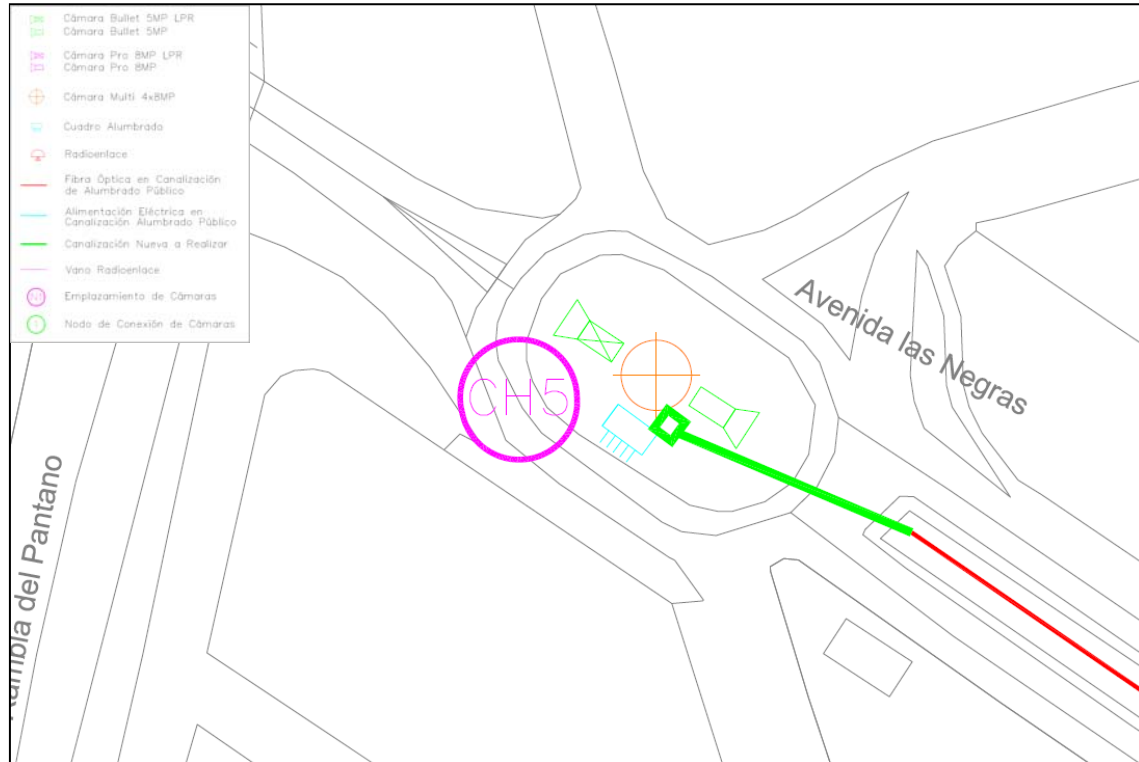 Cámara Bullet 5MP LPR
Cámara Bullet 5MP
Cámara Pro 8MP LPR
Cámara Pro 8MP
Cámara Multi 4x8MP
Cuadro Alumbrado
Radioenlace
Fibra Óptica en Canalización
de Alumbrado Público
Alimentación Eléctrica en
Canalización Alumbrado Público
Canalización Nueva a Realizar
Vano Radioenlace
Emplazamiento de Cámaras
Nodo de Conexión de Cámaras
CH5
Avenida las Negras
del Pantano